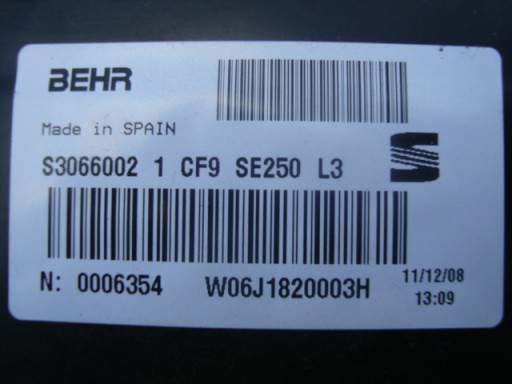 BEHR
Made in SPAIN
S3066002 1 CF9 SE250 L3
N: 0006354 W06J1820003H 11/12/08
13:09